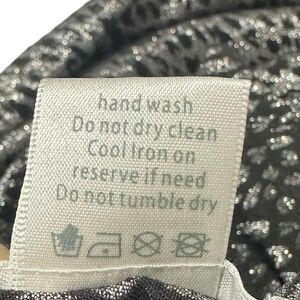 hand wash
Do not dry clean
Cool Iron on
reserve if need
Do not tumble dry